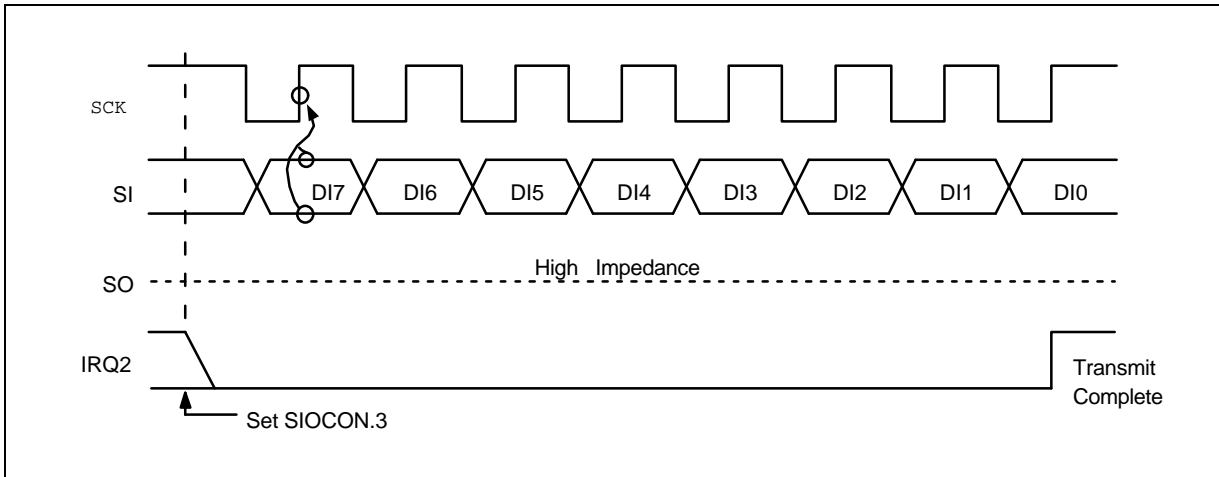 SCK
SI
DI7 DI6 DI5 DI4 DI3 DI2 DI1 DI0
High Impedance
SO
IRQ2
Transmit
Complete
Set SIOCON.3